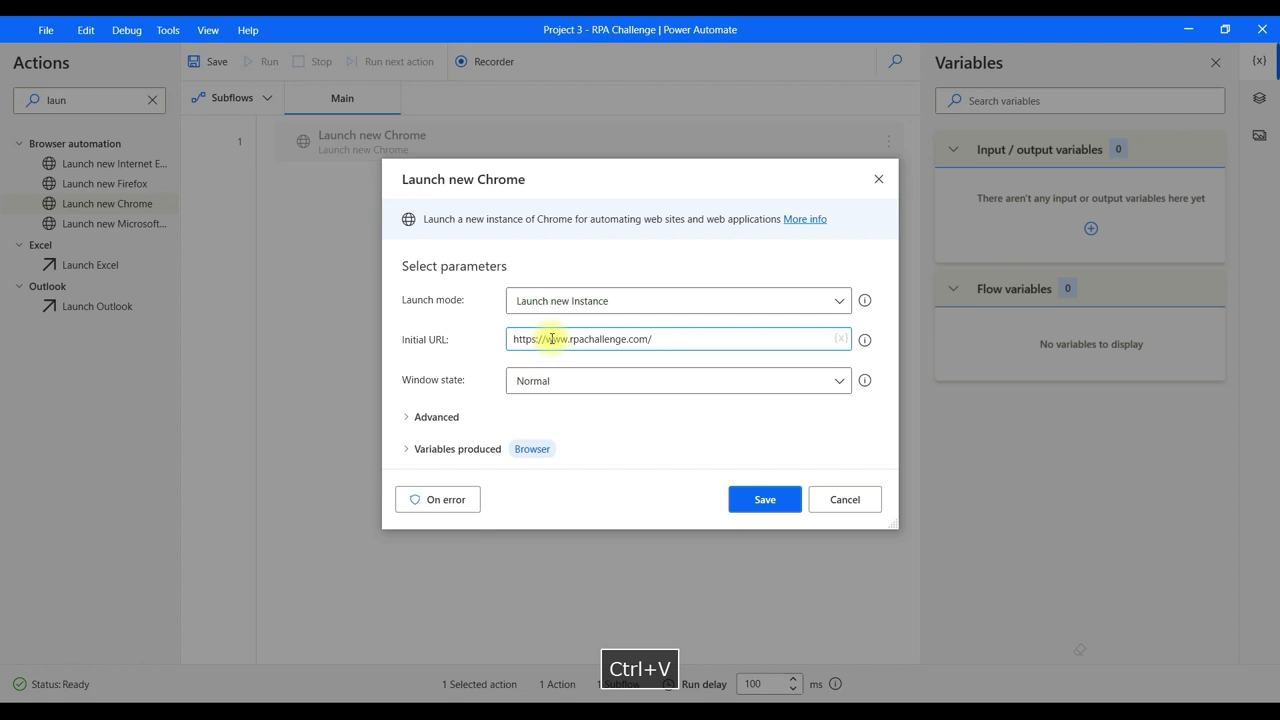 File Edit Debug Tools View Help Project 3 - RPA Challenge | Power Automate
Actions
Save Run Stop Run next action Recorder
Variables
{x}
laun
Subflows Main
Search variables
1
Launch new Chrome
Launch new Chrome...
Browser automation
Launch new Internet E...
Launch new Firefox
Launch new Chrome
Launch new Microsoft...
Excel
Launch Excel
Outlook
Launch Outlook
Launch new Chrome
Launch a new instance of Chrome for automating web sites and web applications More info
Select parameters
Launch mode: Launch new Instance
Initial URL: https://www.rpachallenge.com/ {x}
Window state: Normal
Advanced
Variables produced Browser
On error Save Cancel
Input / output variables 0
There aren't any input or output variables here yet
Flow variables 0
No variables to display
Ctrl+V
Status: Ready 1 Selected action 1 Action 1 Subflow Run delay 100 ms